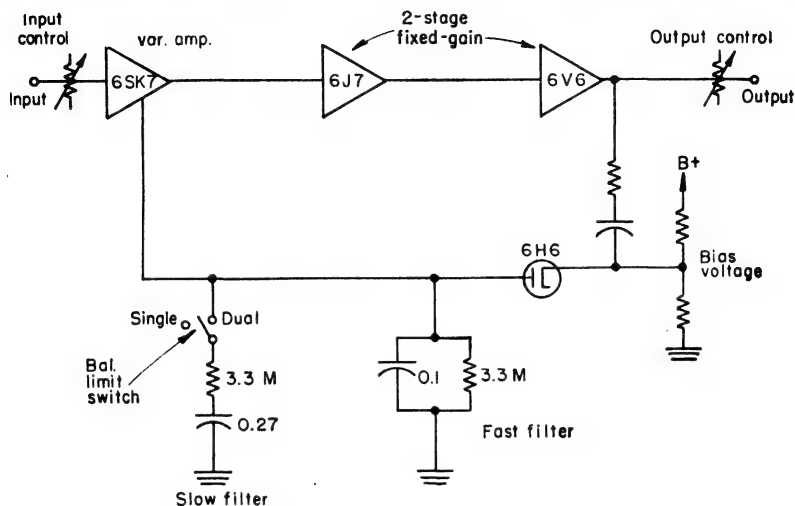 Input
control
var. amp.
2-stage
fixed-gain
Output control
6SK7
6J7
6V6
Input
Output
B+
6H6
Bias
voltage
Single
Dual
Bal.
limit
switch
3.3 M
0.27
0.1
3.3 M
Fast filter
Slow filter